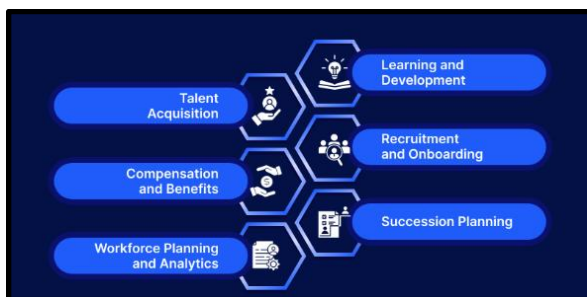 Learning and
Development
Talent
Acquisition
Recruitment
and Onboarding
Compensation
and Benefits
Succession Planning
Workforce Planning
and Analytics